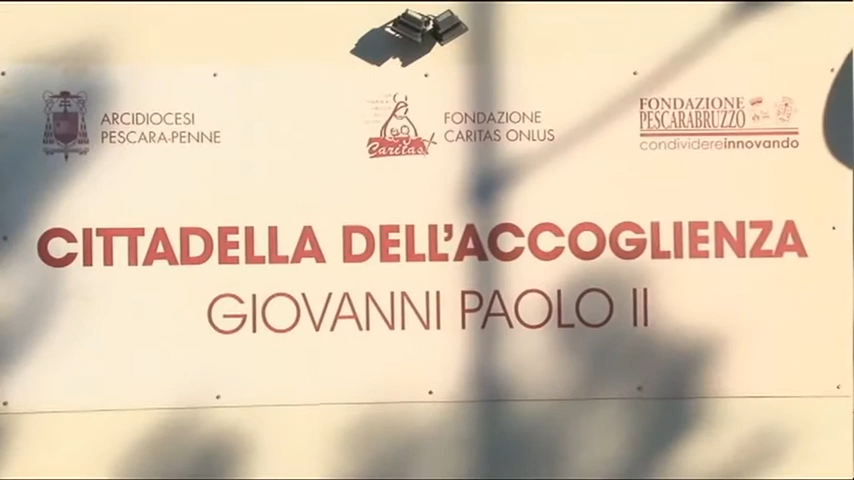 ARCIDIOCESI
PESCARA-PENNE
Caritas
FONDAZIONE
CARITAS ONLUS
FONDAZIONE
PESCARABRUZZO
condividereinnovando
CITTADELLA DELL'ACCOGLIENZA
GIOVANNI PAOLO II